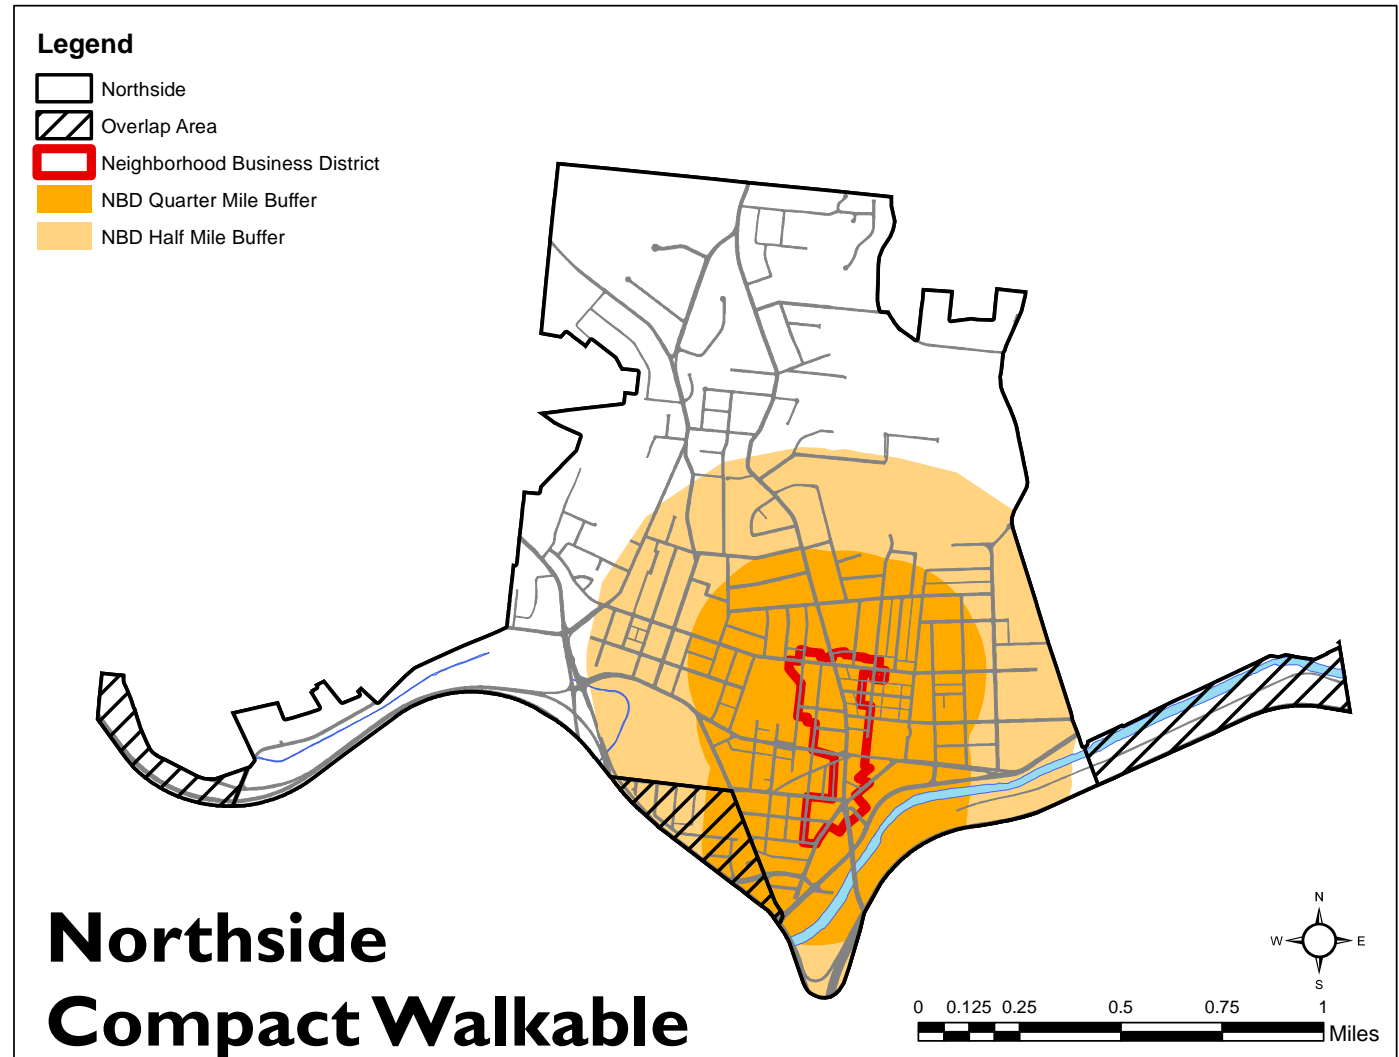 Legend
Northside
Overlap Area
Neighborhood Business District
NBD Quarter Mile Buffer
NBD Half Mile Buffer
Northside
Compact Walkable
N
W E
S
0 0.125 0.25 0.5 0.75 1
Miles